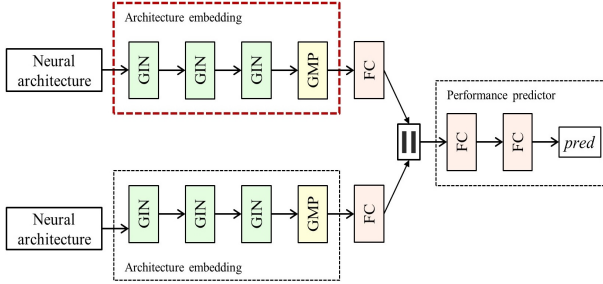 Architecture embedding
Neural
architecture
GIN
GIN
GIN
GMP
FC
Performance predictor
FC
FC
pred
Neural
architecture
GIN
GIN
GIN
GMP
FC
Architecture embedding